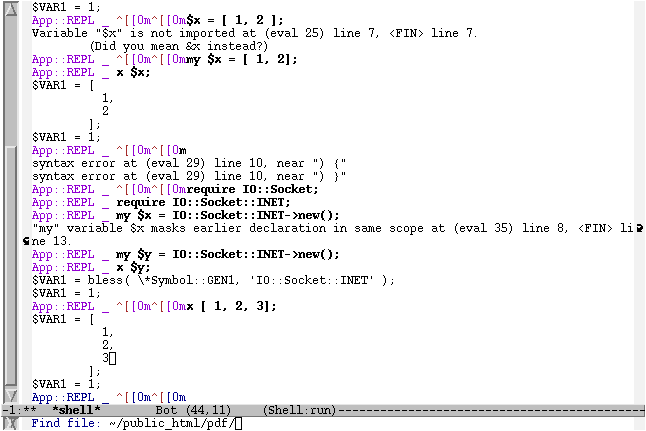 $VAR1 = 1;
App::REPL _ ^[[0m^[[0m$x = [ 1, 2 ];
Variable "$x" is not imported at (eval 25) line 7, <FIN> line 7.
        (Did you mean &x instead?)
App::REPL _ ^[[0m^[[0mmy $x = [ 1, 2];
App::REPL _ x $x;
$VAR1 = [
          1,
          2
        ];
$VAR1 = 1;
App::REPL _ ^[[0m^[[0m
syntax error at (eval 29) line 10, near ") {"
syntax error at (eval 29) line 10, near ") }"
App::REPL _ ^[[0m^[[0mrequire IO::Socket;
App::REPL _ require IO::Socket::INET;
App::REPL _ my $x = IO::Socket::INET->new();
"my" variable $x masks earlier declaration in same scope at (eval 35) line 8, <FIN> li
ne 13.
App::REPL _ my $y = IO::Socket::INET->new();
App::REPL _ x $y;
$VAR1 = bless( \*Symbol::GEN1, 'IO::Socket::INET' );
$VAR1 = 1;
App::REPL _ ^[[0m^[[0mx [ 1, 2, 3];
$VAR1 = [
          1,
          2,
          3
        ];
$VAR1 = 1;
App::REPL _ ^[[0m^[[0m
-1:** *shell* Bot (44,11) (Shell:run)----------------------------------------
Find file: ~/public_html/pdf/